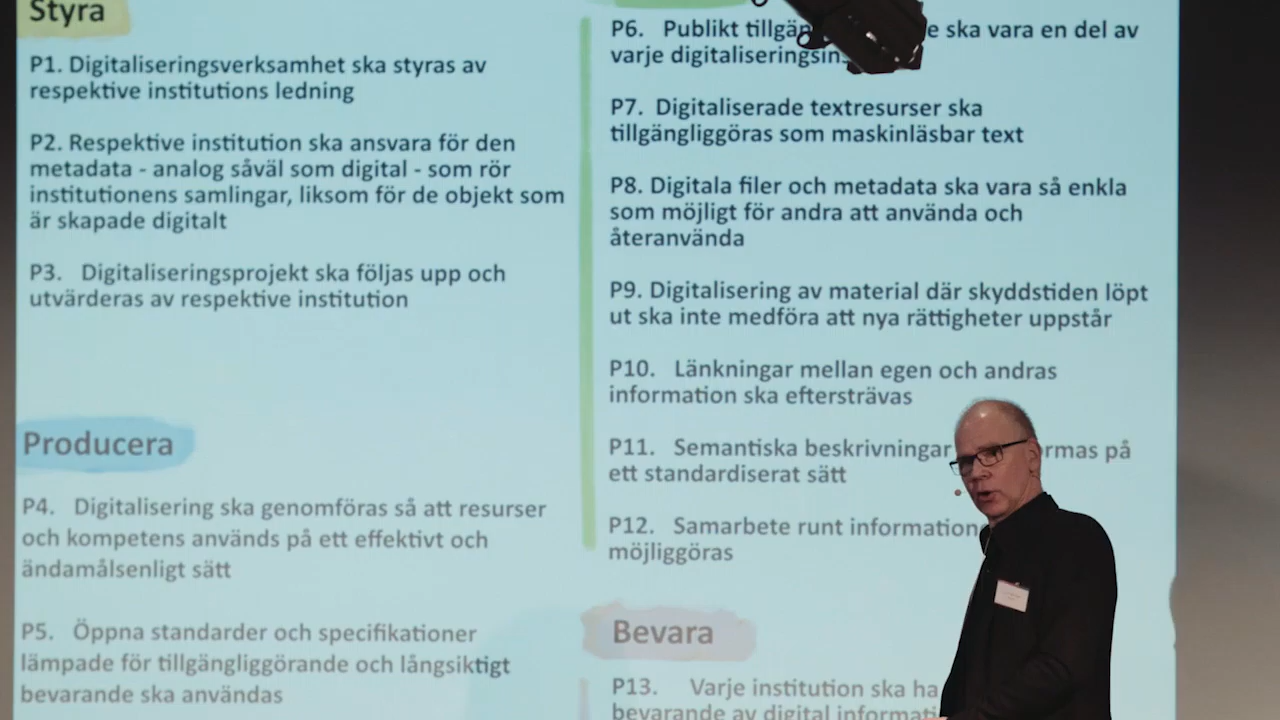 Styra
P1. Digitaliseringsverksamhet ska styras av
respektive institutions ledning
P2. Respektive institution ska ansvara för den
metadata - analog såväl som digital - som rör
institutionens samlingar, liksom för de objekt som
är skapade digitalt
P3. Digitaliseringsprojekt ska följas upp och
utvärderas av respektive institution
Producera
P4. Digitalisering ska genomföras så att resurser
och kompetens används på ett effektivt och
ändamålsenligt sätt
P5. Öppna standarder och specifikationer
lämpade för tillgängliggörande och långsiktigt
bevarande ska användas
P6. Publikt e ska vara en del av
varje
P7. Digitaliserade textresurser ska
tillgängliggöras som maskinläsbar text
P8. Digitala filer och metadata ska vara så enkla
som möjligt för andra att använda och
återanvända
P9. Digitalisering av material där skyddstiden löpt
ut ska inte medföra att nya rättigheter uppstår
P10. Länkningar mellan egen och andras
information ska eftersträvas
P11. Semantiska beskrivningar rmas på
ett standardiserat sätt
P12. Samarbete runt information
möjliggöras
Bevara
P13. Varje institution ska ha
bevarande av digital informati